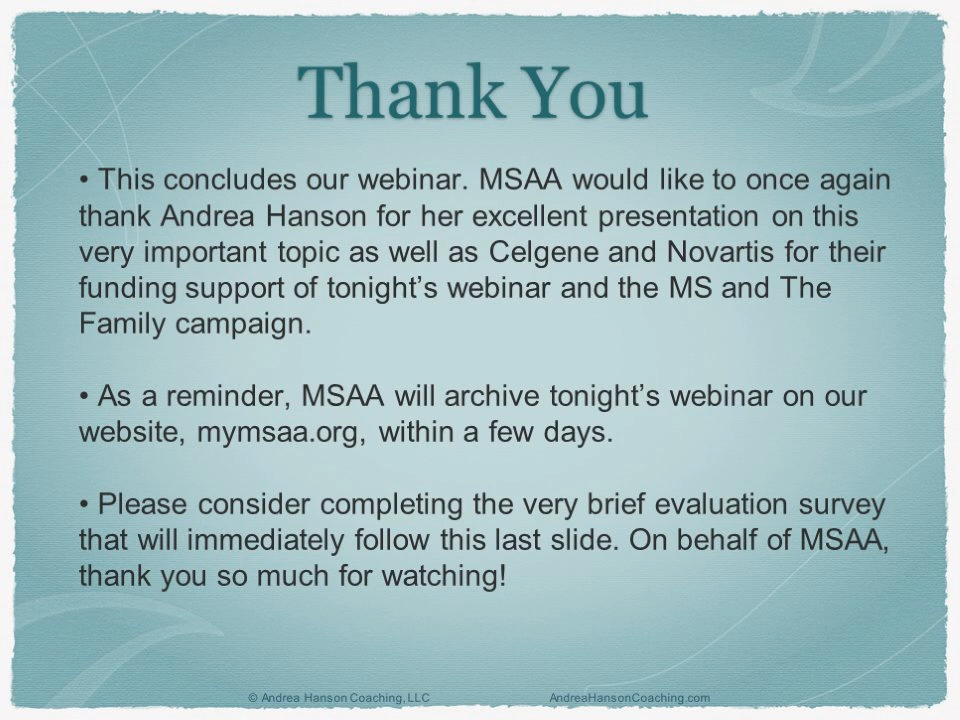 Thank You
• This concludes our webinar. MSAA would like to once again
thank Andrea Hanson for her excellent presentation on this
very important topic as well as Celgene and Novartis for their
funding support of tonight’s webinar and the MS and The
Family campaign.
• As a reminder, MSAA will archive tonight’s webinar on our
website, mymsaa.org, within a few days.
• Please consider completing the very brief evaluation survey
that will immediately follow this last slide. On behalf of MSAA,
thank you so much for watching!
© Andrea Hanson Coaching, LLC AndreaHansonCoaching.com